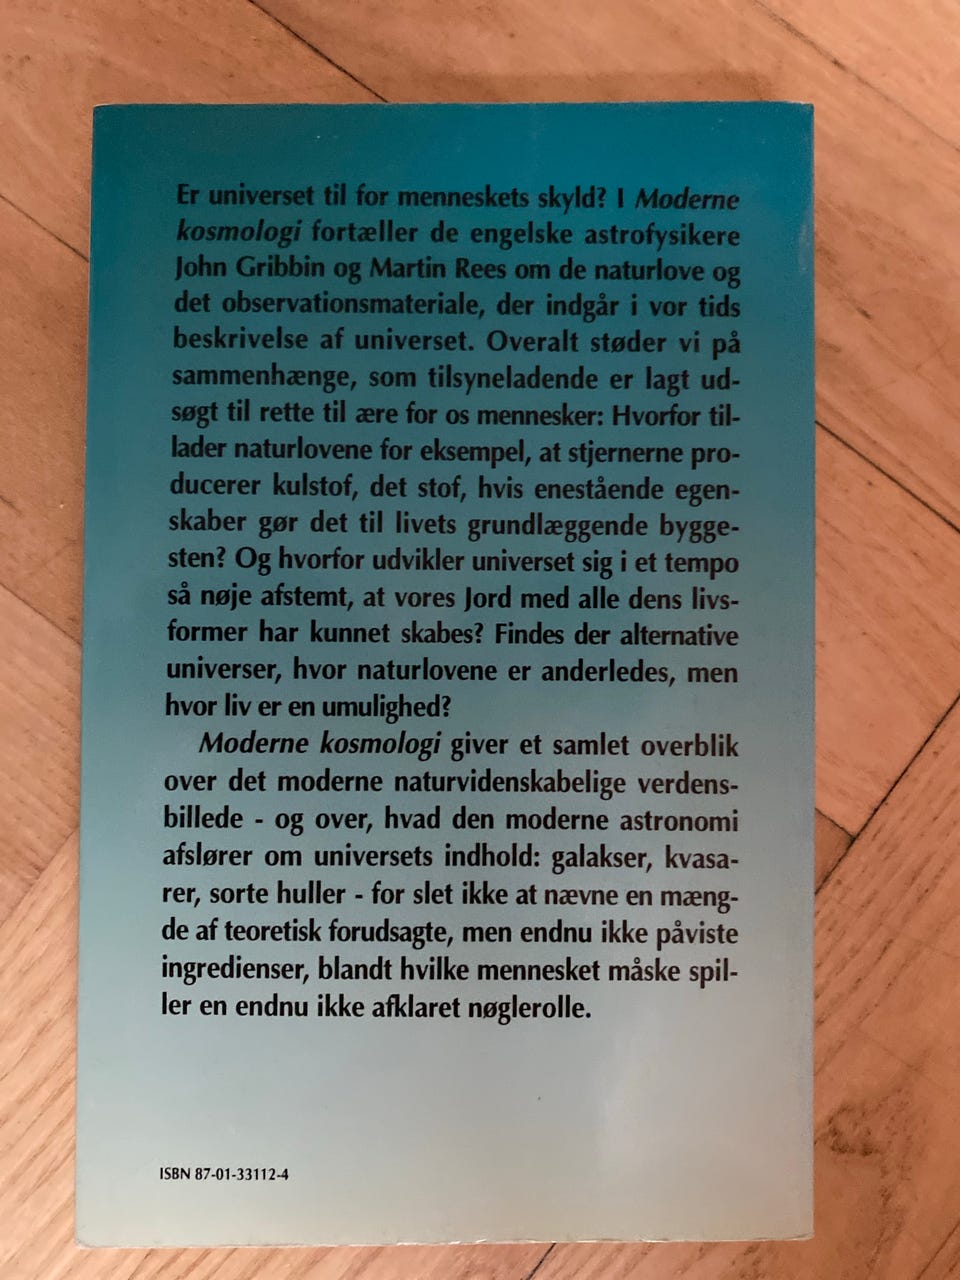 Er universet til for menneskets skyld? I Moderne
kosmologi fortæller de engelske astrofysikere
John Gribbin og Martin Rees om de naturlove og
det observationsmateriale, der indgår i vor tids
beskrivelse af universet. Overalt støder vi på
sammenhænge, som tilsyneladende er lagt ud-
søgt til rette til ære for os mennesker: Hvorfor til-
lader naturlovene for eksempel, at stjernerne pro-
ducerer kulstof, det stof, hvis enestående egen-
skaber gør det til livets grundlæggende bygge-
sten? Og hvorfor udvikler universet sig i et tempo
så nøje afstemt, at vores Jord med alle dens livs-
former har kunnet skabes? Findes der alternative
universer, hvor naturlovene er anderledes, men
hvor liv er en umulighed?
Moderne kosmologi giver et samlet overblik
over det moderne naturvidenskabelige verdens-
billede - og over, hvad den moderne astronomi
afslører om universets indhold: galakser, kvasa-
rer, sorte huller - for slet ikke at nævne en mæng-
de af teoretisk forudsagte, men endnu ikke påviste
ingredienser, blandt hvilke mennesket måske spil-
ler en endnu ikke afklaret nøglerolle.
ISBN 87-01-33112-4